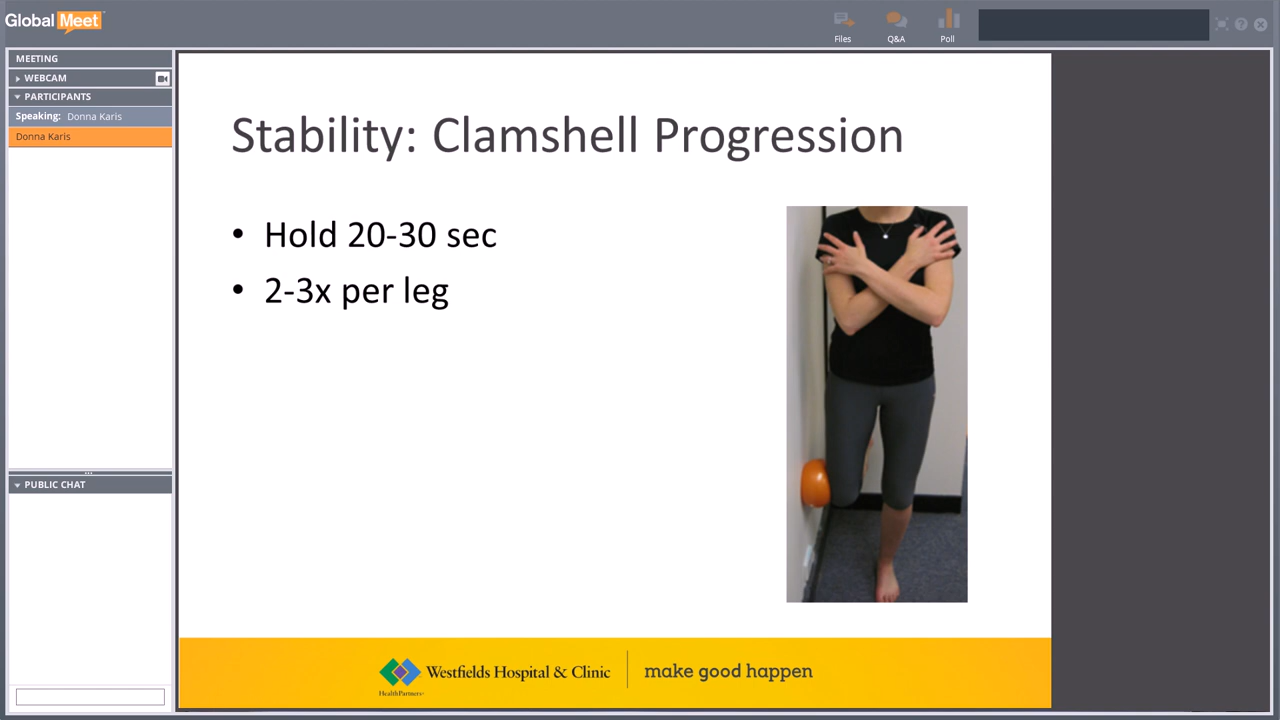 Global Meet
Files
Q&A
Poll
MEETING
WEBCAM
PARTICIPANTS
Speaking: Donna Karis
Donna Karis
PUBLIC CHAT
Stability: Clamshell Progression
• Hold 20-30 sec
• 2-3x per leg
Westfields Hospital & Clinic
HealthPartners
make good happen